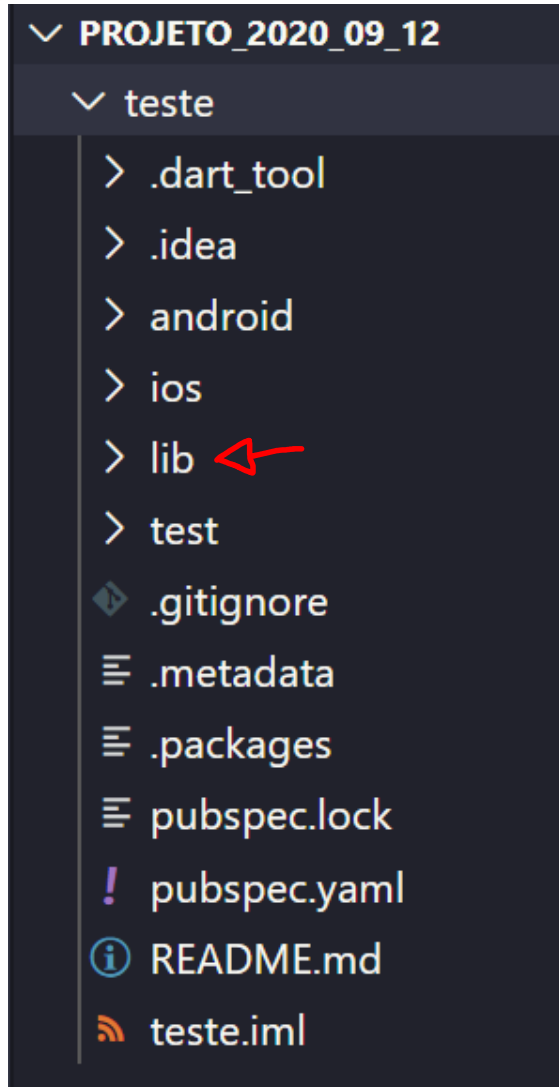 PROJETO_2020_09_12
teste
.dart_tool
.idea
android
ios
lib
test
.gitignore
.metadata
.packages
pubspec.lock
pubspec.yaml
README.md
teste.iml